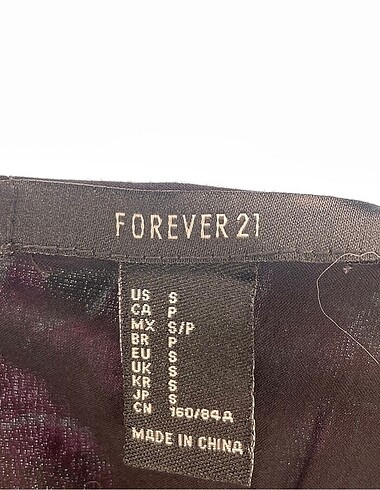 FOREVER 21
US S
CA P
MX S/P
BR P
EU S
UK S
KR S
JP S
CN 160/84A
MADE IN CHINA